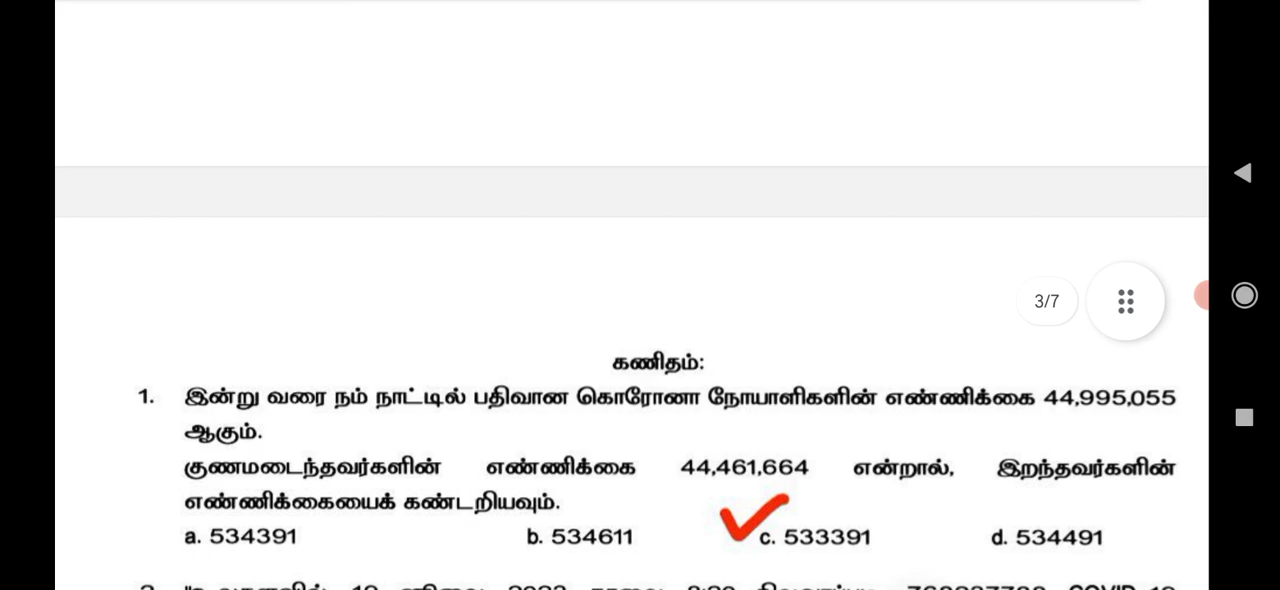 3/7
கணிதம்:
1. இன்று வரை நம் நாட்டில் பதிவான கொரோனா நோயாளிகளின் எண்ணிக்கை 44,995,055
ஆகும்.
குணமடைந்தவர்களின் எண்ணிக்கை 44,461,664 என்றால், இறந்தவர்களின்
எண்ணிக்கையைக் கண்டறியவும்.
a. 534391 b. 534611 c. 533391 d. 534491